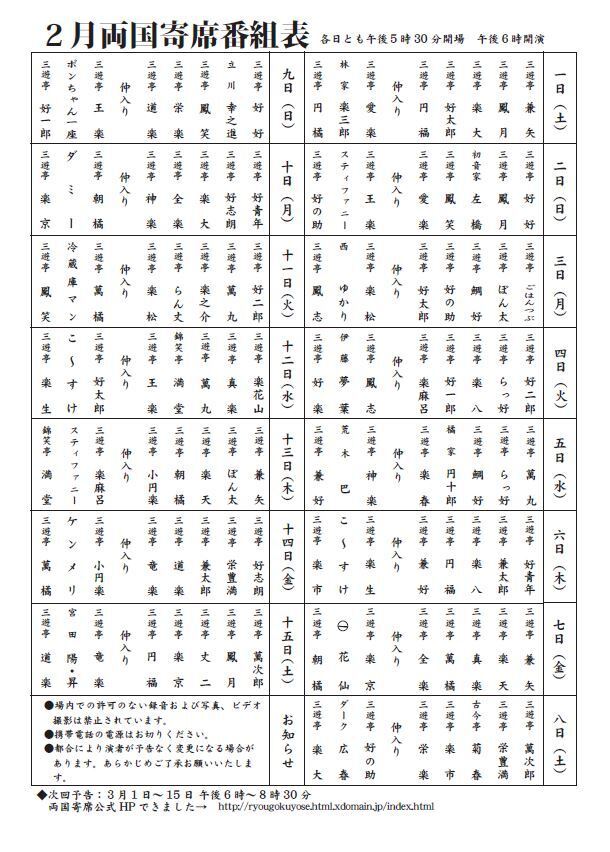 2月両国寄席番組表 各日とも午後5時30分開場 午後6時開演
一日(土)
三遊亭 兼矢
三遊亭 鳳月
三遊亭 楽大
三遊亭 好太郎
三遊亭 円福
仲入り
三遊亭 愛楽
林家 楽三郎
三遊亭 円橘
二日(日)
三遊亭 好好
三遊亭 鳳月
初音家 左橋
三遊亭 鳳笑
三遊亭 愛楽
仲入り
三遊亭 王楽
スティファニー
三遊亭 好の助
三日(月)
三遊亭 ごはんつぶ
三遊亭 ぽん太
三遊亭 鯛好
三遊亭 好の助
三遊亭 好太郎
仲入り
三遊亭 楽松
西 ゆかり
三遊亭 鳳志
四日(火)
三遊亭 好二郎
三遊亭 らっ好
三遊亭 楽八
三遊亭 好一郎
三遊亭 楽麻呂
仲入り
三遊亭 鳳志
伊藤 夢葉
三遊亭 好楽
五日(水)
三遊亭 萬丸
三遊亭 らっ好
三遊亭 鯛好
橘家 円十郎
三遊亭 楽春
仲入り
三遊亭 神楽
荒木 巴
三遊亭 兼好
六日(木)
三遊亭 好青年
三遊亭 兼太郎
三遊亭 楽八
三遊亭 円福
三遊亭 兼好
仲入り
三遊亭 楽生
こ〜すけ
三遊亭 楽市
七日(金)
三遊亭 兼矢
三遊亭 楽天
三遊亭 真楽
三遊亭 萬橘
三遊亭 全楽
仲入り
三遊亭 楽京
㊀ 花仙
三遊亭 朝橘
八日(土)
三遊亭 萬次郎
三遊亭 栄豊満
古今亭 菊春
三遊亭 楽市
三遊亭 栄楽
仲入り
三遊亭 好の助
ダーク 広春
三遊亭 楽大
九日(日)
三遊亭 好好
立川 幸之進
三遊亭 鳳笑
三遊亭 栄楽
三遊亭 道楽
仲入り
三遊亭 王楽
ボンちゃん一座
三遊亭 好一郎
十日(月)
三遊亭 好青年
三遊亭 好志朗
三遊亭 楽大
三遊亭 全楽
三遊亭 神楽
仲入り
三遊亭 朝橘
ダミー
三遊亭 楽京
十一日(火)
三遊亭 好二郎
三遊亭 萬丸
三遊亭 楽之介
三遊亭 らん丈
三遊亭 楽松
仲入り
三遊亭 萬橘
冷蔵庫マン
三遊亭 鳳笑
十二日(水)
三遊亭 楽花山
三遊亭 真楽
三遊亭 萬丸
錦笑亭 満堂
三遊亭 王楽
仲入り
三遊亭 好太郎
こ〜すけ
三遊亭 楽生
十三日(木)
三遊亭 兼矢
三遊亭 ぽん太
三遊亭 楽天
三遊亭 朝橘
三遊亭 小円楽
仲入り
三遊亭 楽麻呂
スティファニー
錦笑亭 満堂
十四日(金)
三遊亭 好志朗
三遊亭 栄豊満
三遊亭 兼太郎
三遊亭 道楽
三遊亭 竜楽
仲入り
三遊亭 小円楽
ケンメリ
三遊亭 萬橘
十五日(土)
三遊亭 萬次郎
三遊亭 鳳月
三遊亭 丈二
三遊亭 楽京
三遊亭 円福
仲入り
三遊亭 竜楽
宮田 陽・昇
三遊亭 道楽
お知らせ
●場内での許可のない録音および写真、ビデオ
撮影は禁止されています。
●携帯電話の電源はお切りください。
●都合により演者が予告なく変更になる場合が
あります。あらかじめご了承お願いいたしま
す。
◆次回予告:3月1日〜15日 午後6時〜8時30分
両国寄席公式HPできました→ http://ryougokuyose.html.xdomain.jp/index.html